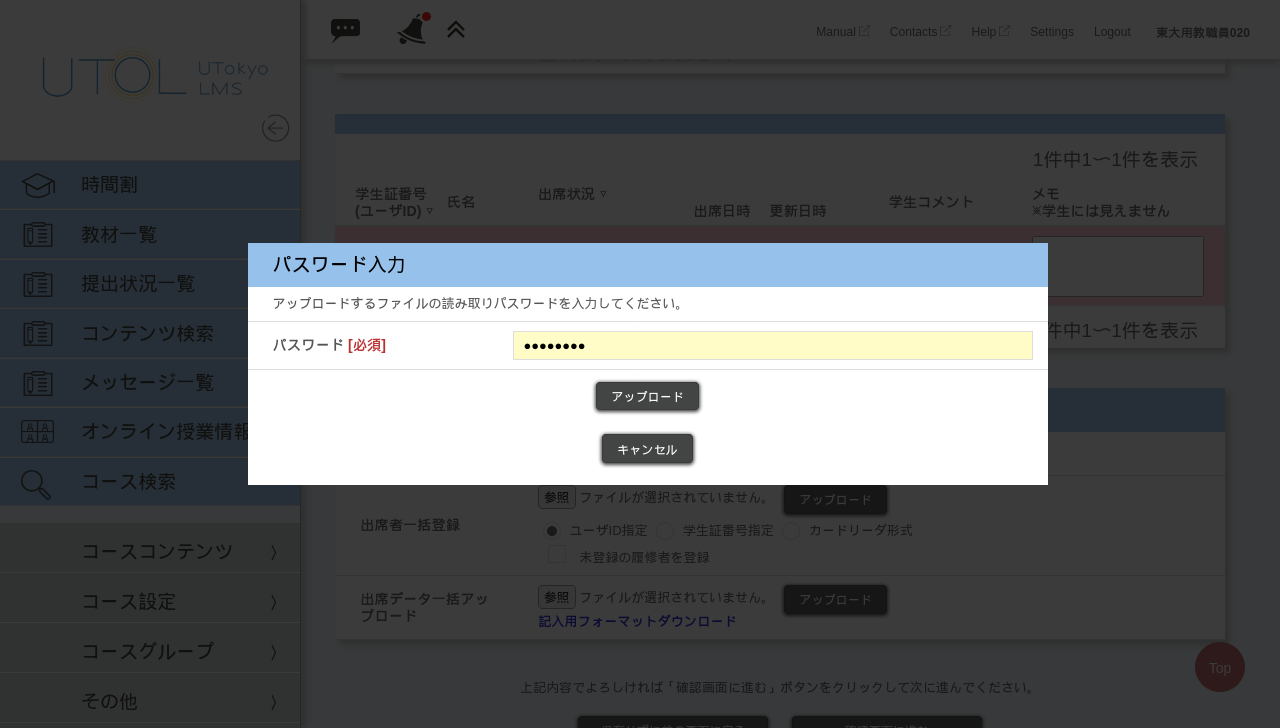 Manual
Contacts
Help
Settings
Logout
東大用教職員020
UTOL UTokyo
LMS
時間割
教材一覧
提出状況一覧
コンテンツ検索
メッセージ一覧
オンライン授業情報
コース検索
コースコンテンツ
コース設定
コースグループ
その他
1件中1〜1件を表示
学生証番号
(ユーザID) ▽
氏名
出席状況 ▽
出席日時
更新日時
学生コメント
メモ
※学生には見えません
件中1〜1件を表示
パスワード入力
アップロードするファイルの読み取りパスワードを入力してください。
パスワード [必須]
アップロード
キャンセル
出席者一括登録
参照 ファイルが選択されていません。 アップロード
ユーザID指定 学生証番号指定 カードリーダ形式
未登録の履修者を登録
出席データ一括アッ
プロード
参照 ファイルが選択されていません。 アップロード
記入用フォーマットダウンロード
Top
上記内容でよろしければ「確認画面に進む」ボタンをクリックして次に進んでください。